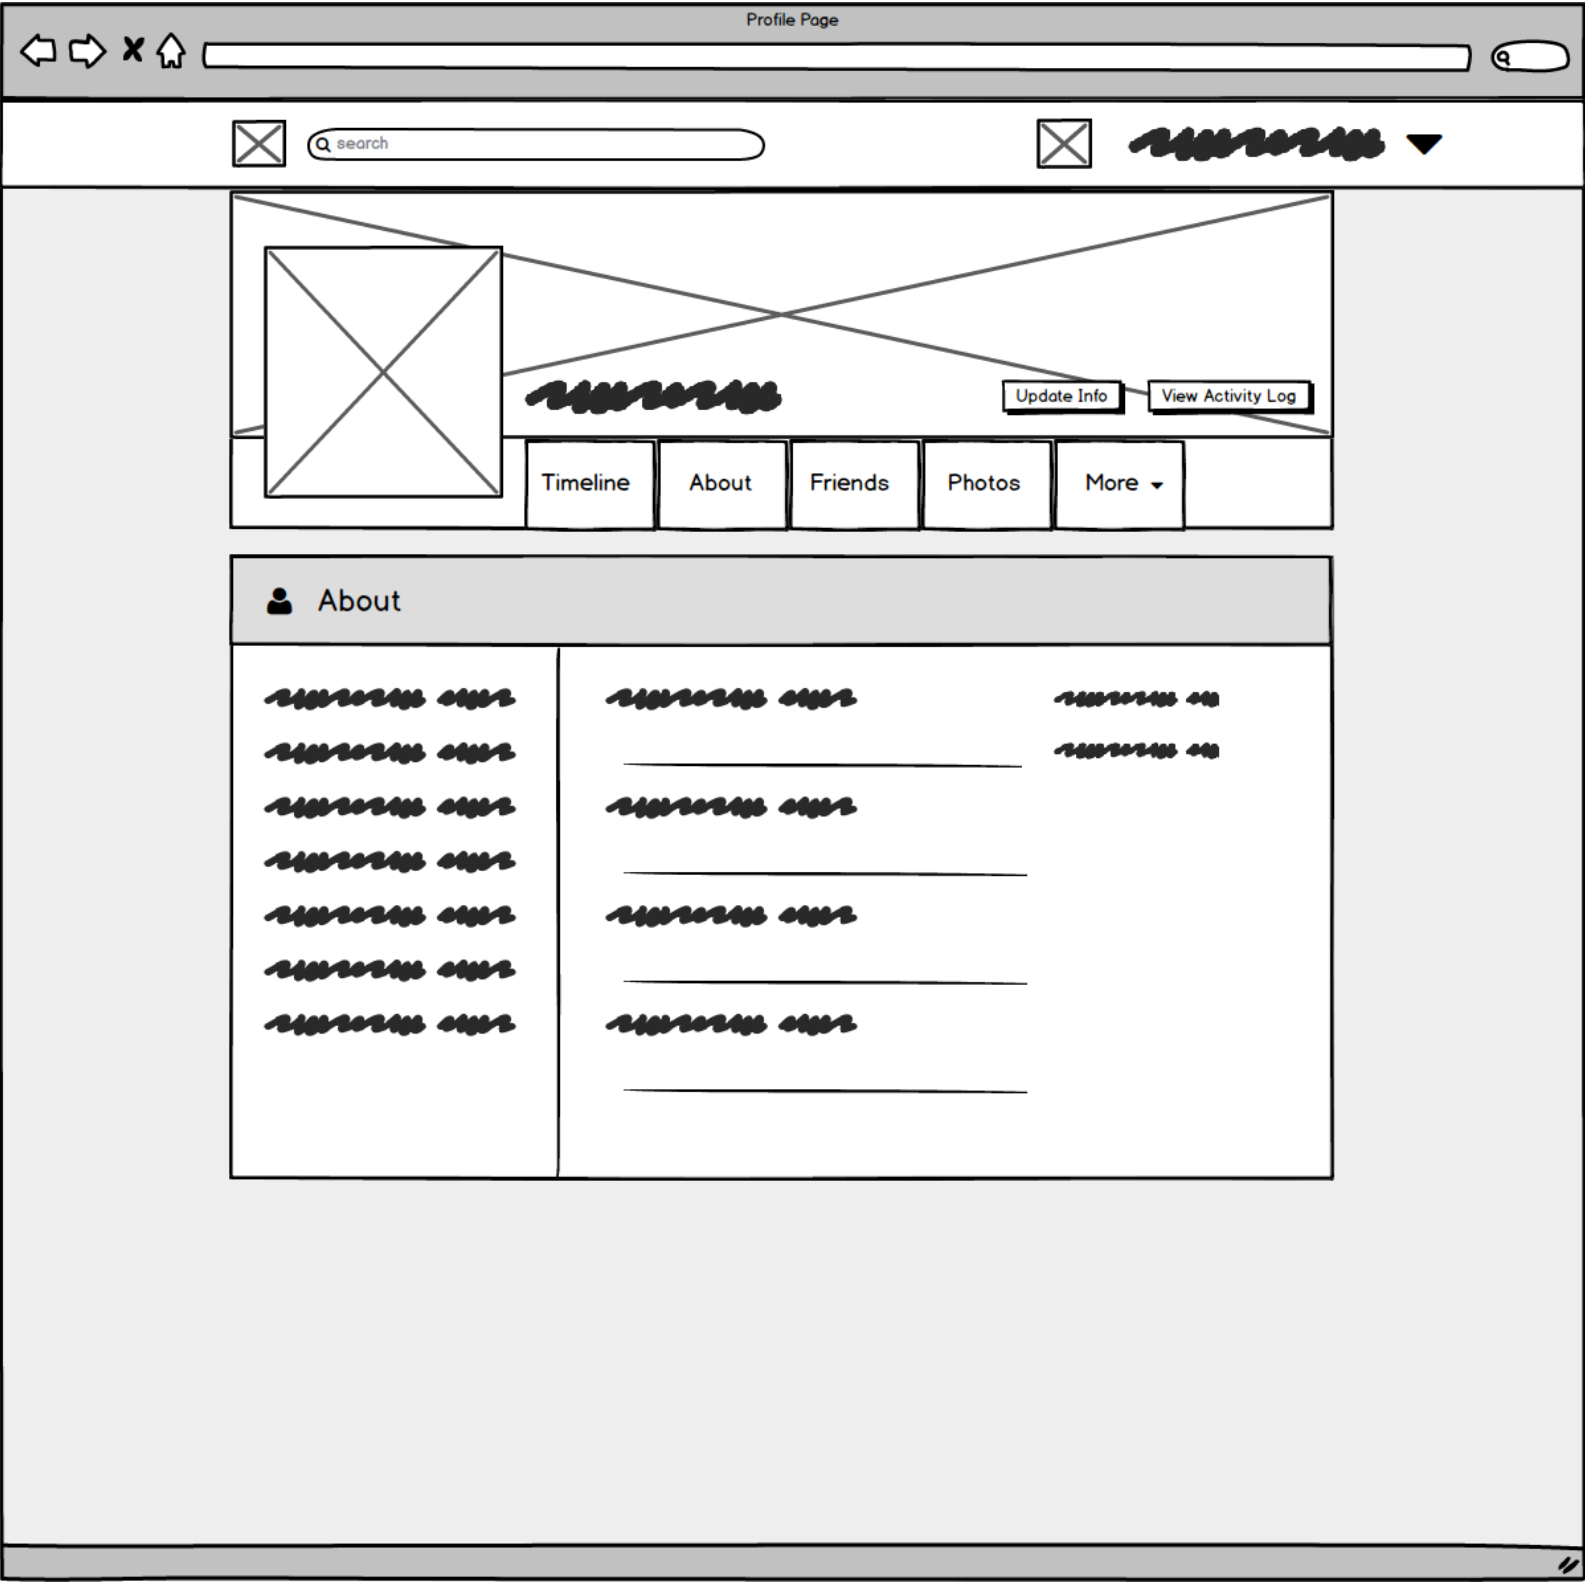 Profile Page
search
Update Info
View Activity Log
Timeline
About
Friends
Photos
More
About